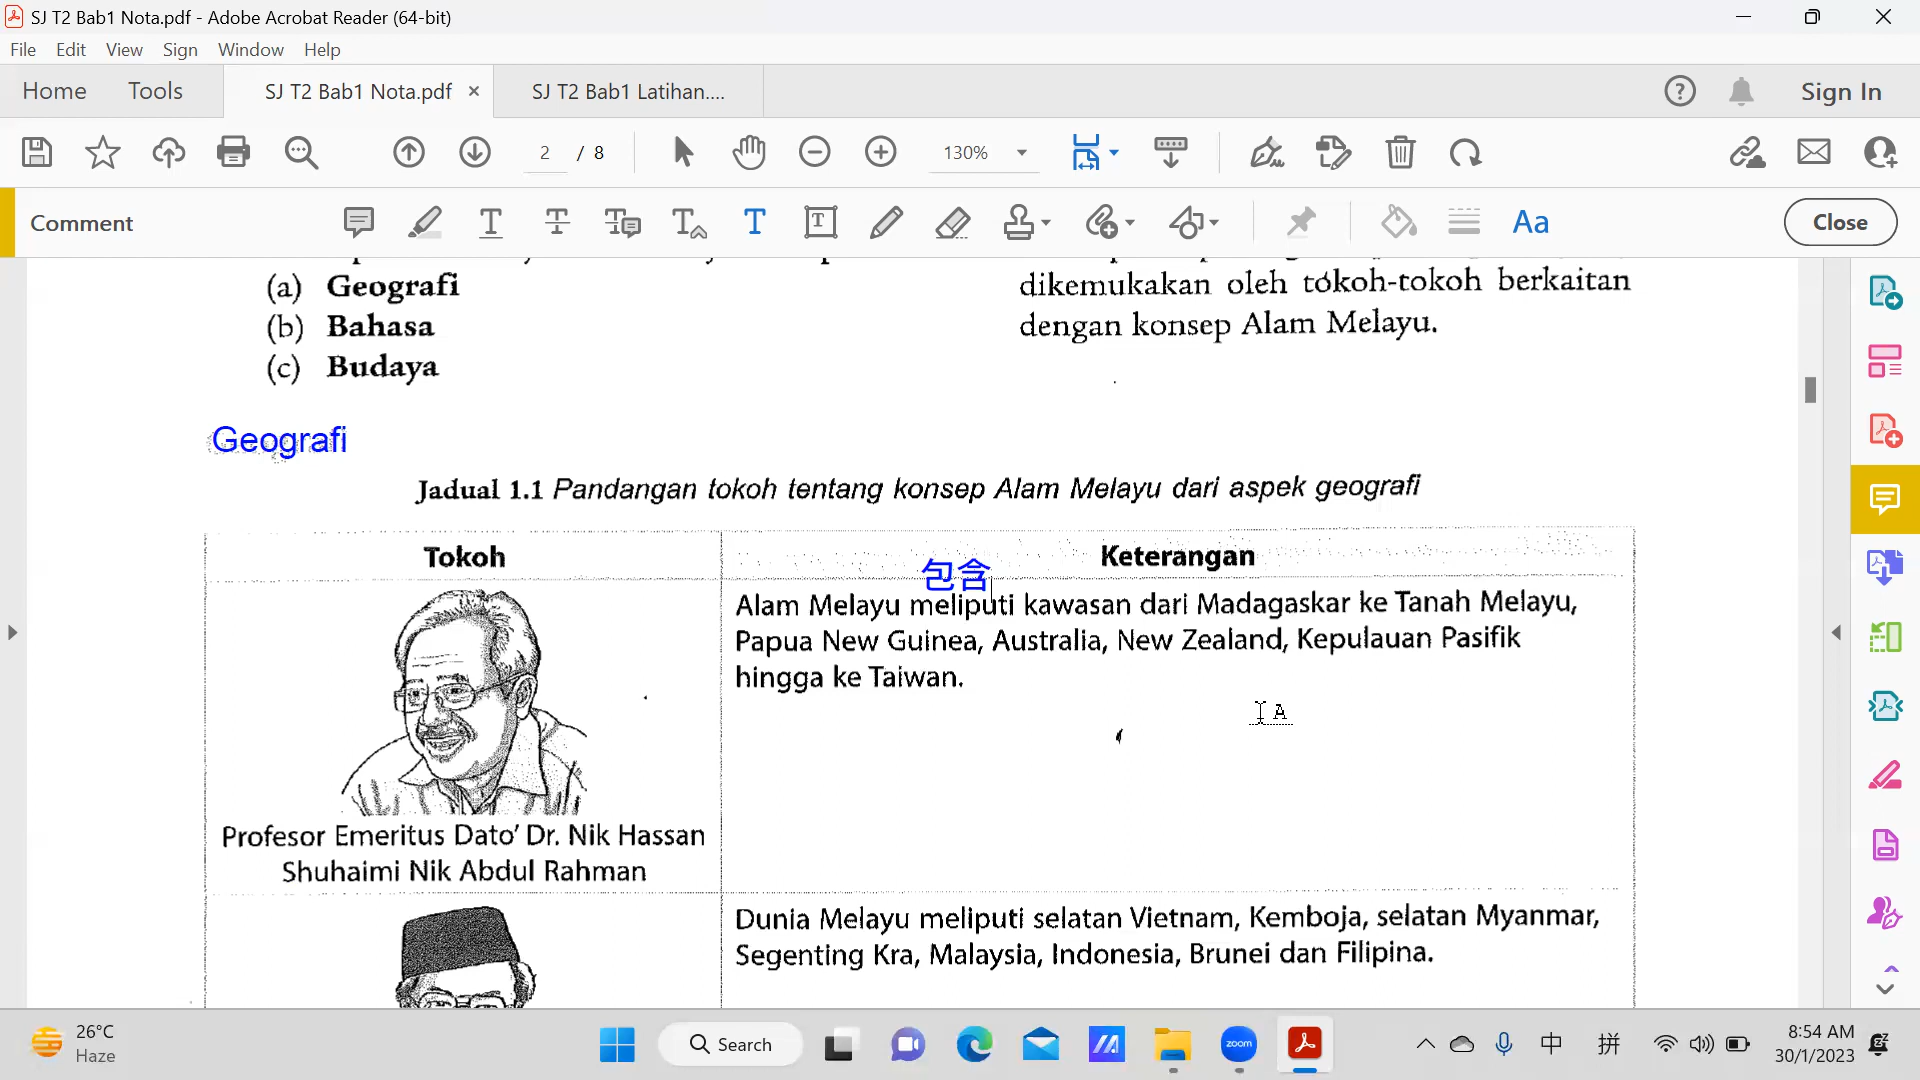 SJ T2 Bab1 Nota.pdf - Adobe Acrobat Reader (64-bit)
File Edit View Sign Window Help
Home Tools SJ T2 Bab1 Nota.pdf × SJ T2 Bab1 Latihan.... Sign In
2 / 8 130%
Comment Aa Close
(a) Geografi
(b) Bahasa
(c) Budaya
dikemukakan oleh tokoh-tokoh berkaitan
dengan konsep Alam Melayu.
Geografi
Jadual 1.1 Pandangan tokoh tentang konsep Alam Melayu dari aspek geografi
Tokoh
Keterangan
包含
Alam Melayu meliputi kawasan dari Madagaskar ke Tanah Melayu,
Papua New Guinea, Australia, New Zealand, Kepulauan Pasifik
hingga ke Taiwan.
Profesor Emeritus Dato’ Dr. Nik Hassan
Shuhaimi Nik Abdul Rahman
Dunia Melayu meliputi selatan Vietnam, Kemboja, selatan Myanmar,
Segenting Kra, Malaysia, Indonesia, Brunei dan Filipina.
26°C
Haze
Search
zoom
中 拼
8:54 AM
30/1/2023